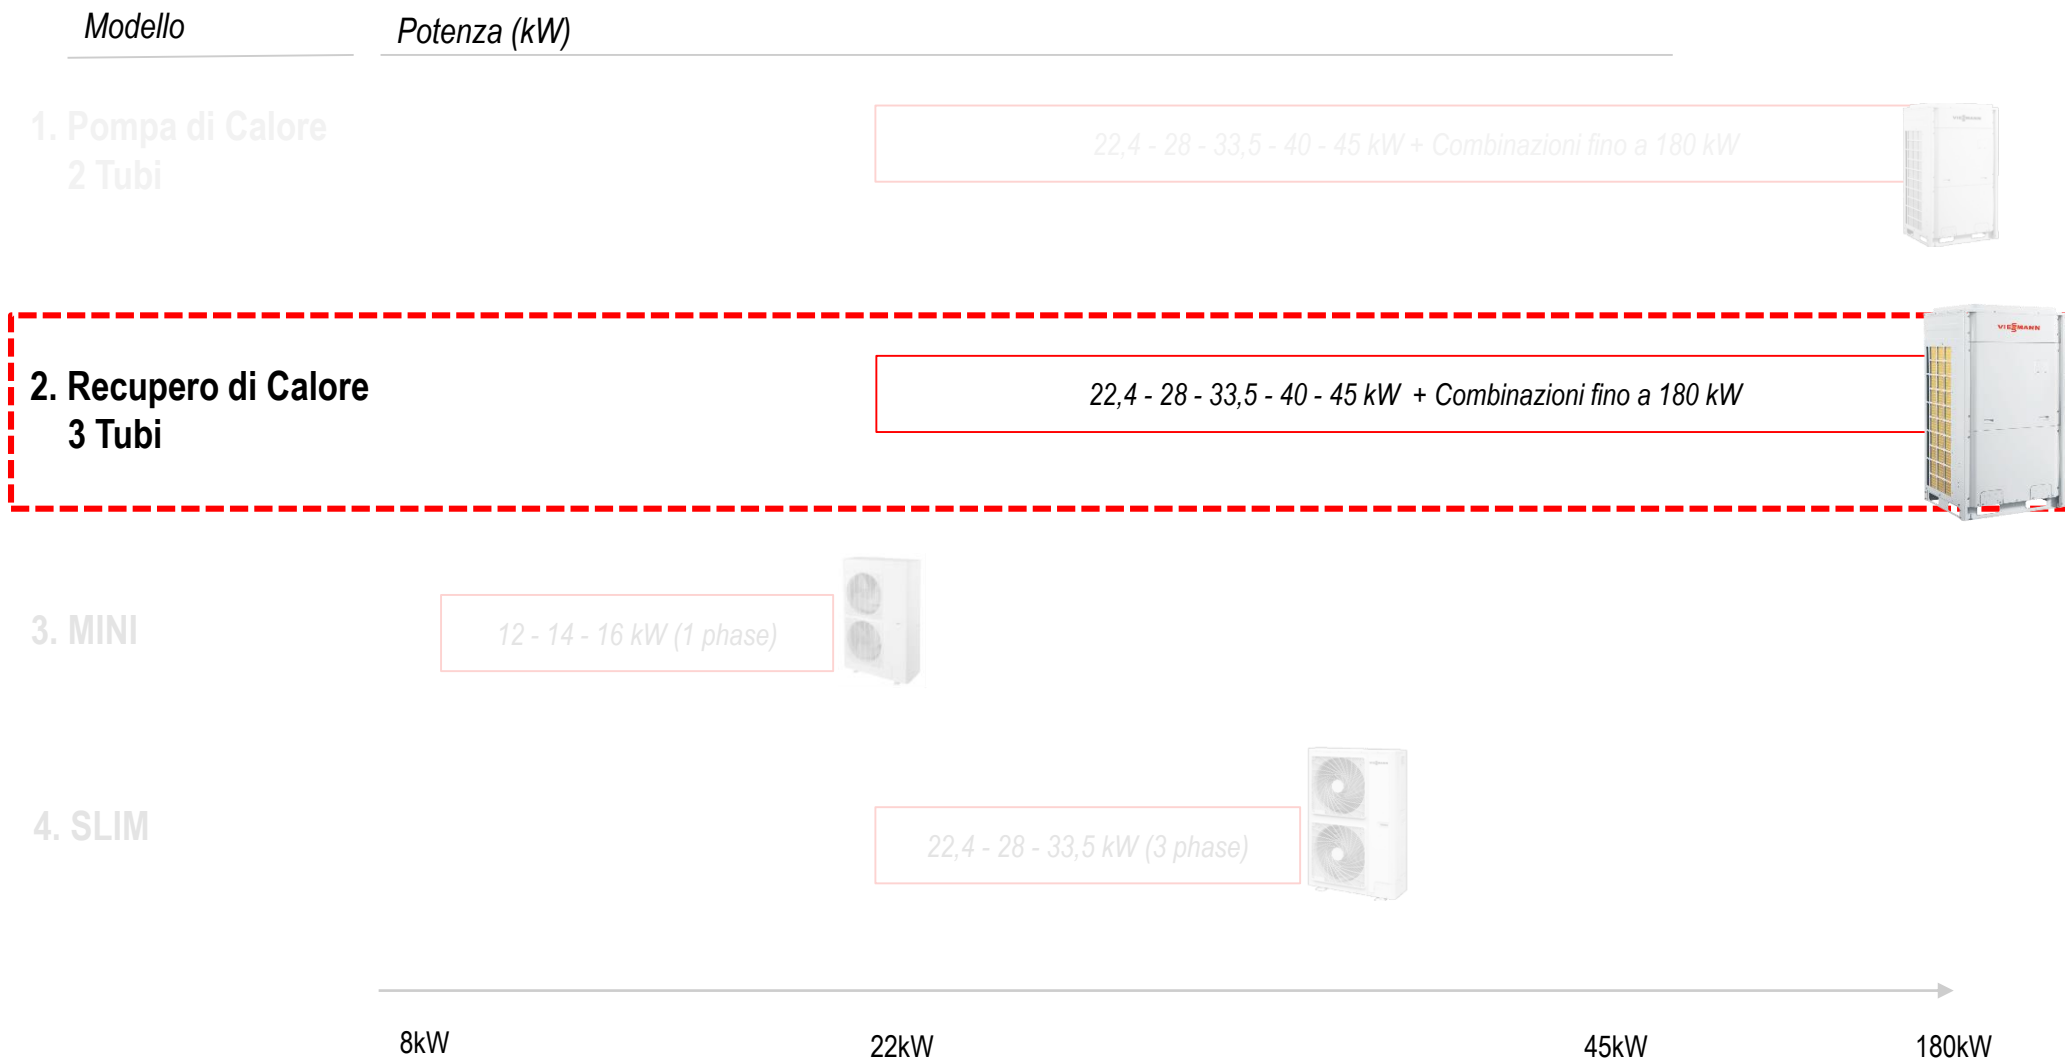 Modello
Potenza (kW)
1. Pompa di Calore
2 Tubi
22,4 - 28 - 33,5 - 40 - 45 kW + Combinazioni fino a 180 kW
VIESMANN
2. Recupero di Calore
3 Tubi
22,4 - 28 - 33,5 - 40 - 45 kW + Combinazioni fino a 180 kW
3. MINI
12 - 14 - 16 kW (1 phase)
4. SLIM
22,4 - 28 - 33,5 kW (3 phase)
8kW
22kW
45kW
180kW